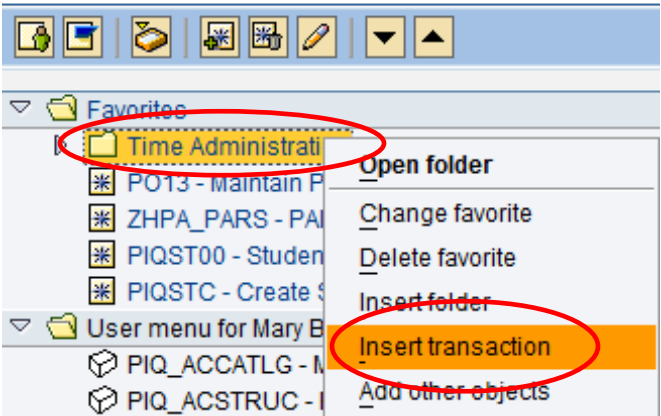 Favorites
Time Administrati
Open folder
PO13 - Maintain P
ZHPA_PARS - PA
Change favorite
PIQST00 - Studen
Delete favorite
PIQSTC - Create
Insert folder
User menu for Mary B
Insert transaction
PIQ_ACCATLG - M
Add other objects
PIQ_ACSTRUC -